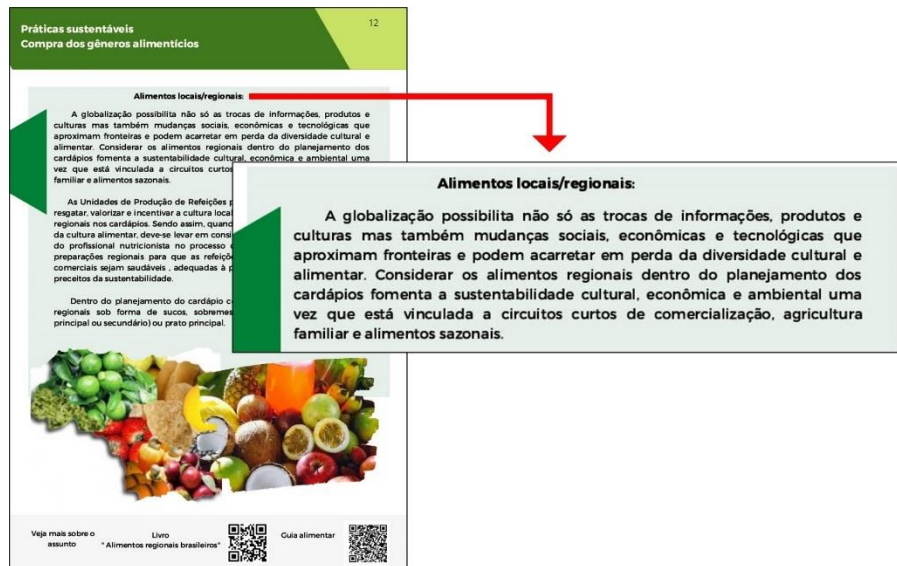 Práticas sustentáveis
Compra dos gêneros alimentícios
12
Alimentos locais/regionais:
A globalização possibilita não só as trocas de informações, produtos e
culturas mas também mudanças sociais, econômicas e tecnológicas que
aproximam fronteiras e podem acarretar em perda da diversidade cultural e
alimentar. Considerar os alimentos regionais dentro do planejamento dos
cardápios fomenta a sustentabilidade cultural, econômica e ambiental uma
vez que está vinculada a circuitos curtos
familiar e alimentos sazonais.
As Unidades de Produção de Refeições
resgatar, valorizar e incentivar a cultura local
regionais nos cardápios. Sendo assim,
da cultura alimentar, deve-se levar em
do profissional nutricionista no processo
preparações regionais para que as
comerciais sejam saudáveis , adequadas à
preceitos da sustentabilidade.
Dentro do planejamento do cardápio
regionais sob forma de sucos,
principal ou secundário) ou prato principal.
Alimentos locais/regionais:
A globalização possibilita não só as trocas de informações, produtos e
culturas mas também mudanças sociais, econômicas e tecnológicas que
aproximam fronteiras e podem acarretar em perda da diversidade cultural e
alimentar. Considerar os alimentos regionais dentro do planejamento dos
cardápios fomenta a sustentabilidade cultural, econômica e ambiental uma
vez que está vinculada a circuitos curtos de comercialização, agricultura
familiar e alimentos sazonais.
Veja mais sobre o
assunto
Livro
" Alimentos regionais brasileiros"
Guia alimentar